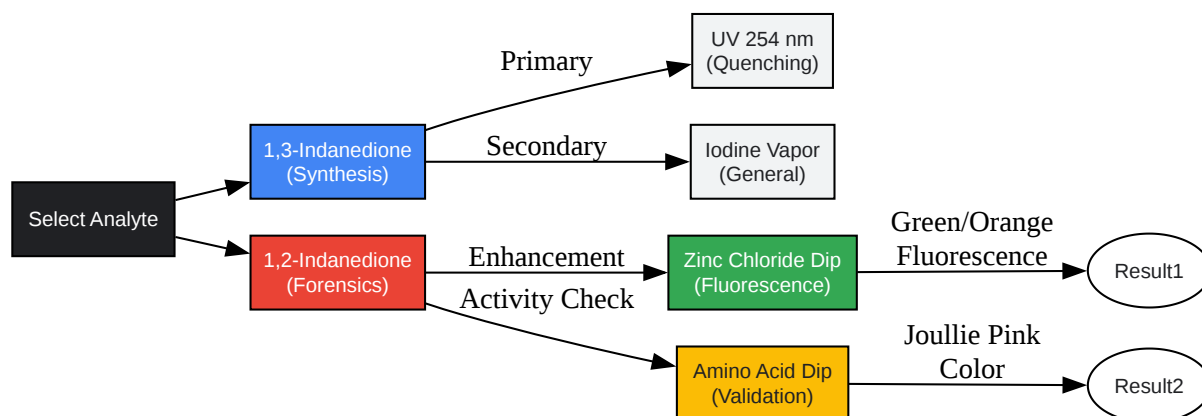 Select Analyte
1,3-Indanedione
(Synthesis)
1,2-Indanedione
(Forensics)
Primary
Secondary
Enhancement
Activity Check
UV 254 nm
(Quenching)
Iodine Vapor
(General)
Zinc Chloride Dip
(Fluorescence)
Amino Acid Dip
(Validation)
Green/Orange
Fluorescence
Joullie Pink
Color
Result1
Result2